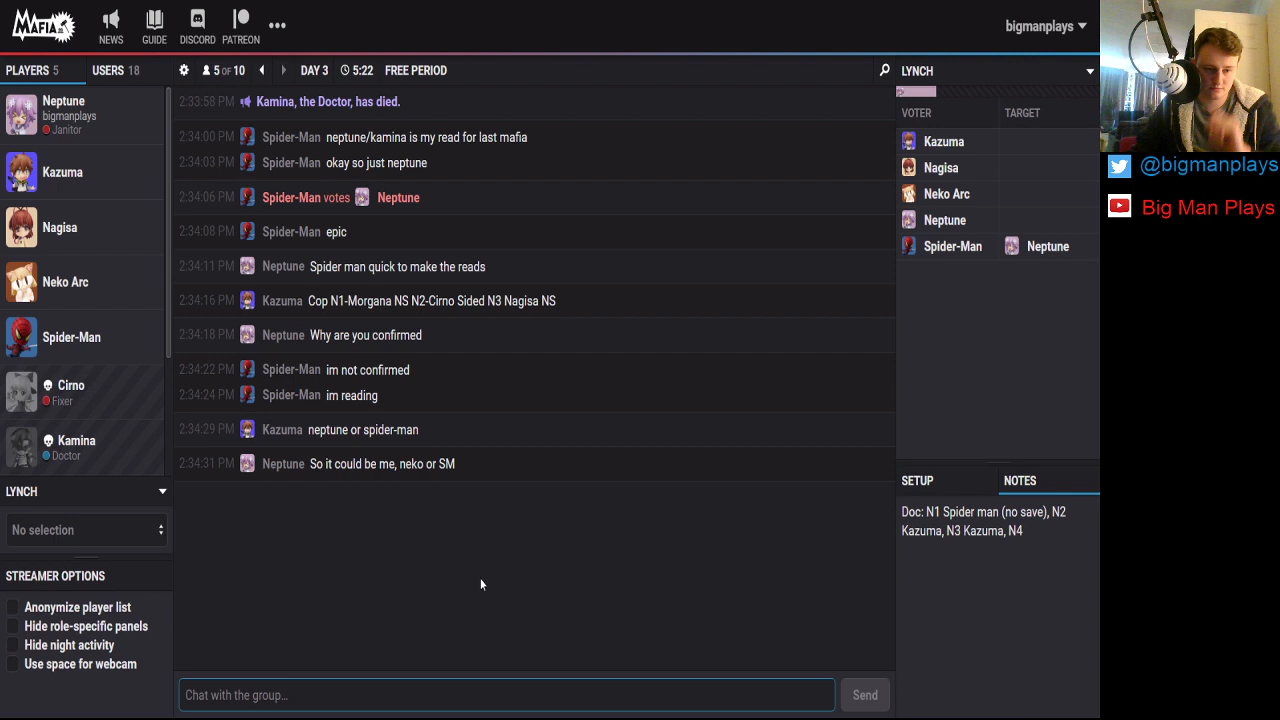 MAFIA
NEWS
GUIDE
DISCORD
PATREON
bigmanplays
PLAYERS 5
USERS 18
5 OF 10
DAY 3
5:22
FREE PERIOD
LYNCH
Neptune
bigmanplays
Janitor
Kazuma
Nagisa
Neko Arc
Spider-Man
Cirno
Fixer
Kamina
Doctor
LYNCH
No selection
STREAMER OPTIONS
Anonymize player list
Hide role-specific panels
Hide night activity
Use space for webcam
2:33:58 PM Kamina, the Doctor, has died.
2:34:00 PM Spider-Man neptune/kamina is my read for last mafia
2:34:03 PM Spider-Man okay so just neptune
2:34:06 PM Spider-Man votes Neptune
2:34:08 PM Spider-Man epic
2:34:11 PM Neptune Spider man quick to make the reads
2:34:16 PM Kazuma Cop N1-Morgana NS N2-Cirno Sided N3 Nagisa NS
2:34:18 PM Neptune Why are you confirmed
2:34:22 PM Spider-Man im not confirmed
2:34:24 PM Spider-Man im reading
2:34:29 PM Kazuma neptune or spider-man
2:34:31 PM Neptune So it could be me, neko or SM
Chat with the group...
Send
VOTER TARGET
Kazuma
Nagisa
Neko Arc
Neptune
Spider-Man Neptune
SETUP
NOTES
Doc: N1 Spider man (no save), N2
Kazuma, N3 Kazuma, N4
@bigmanplays
Big Man Plays